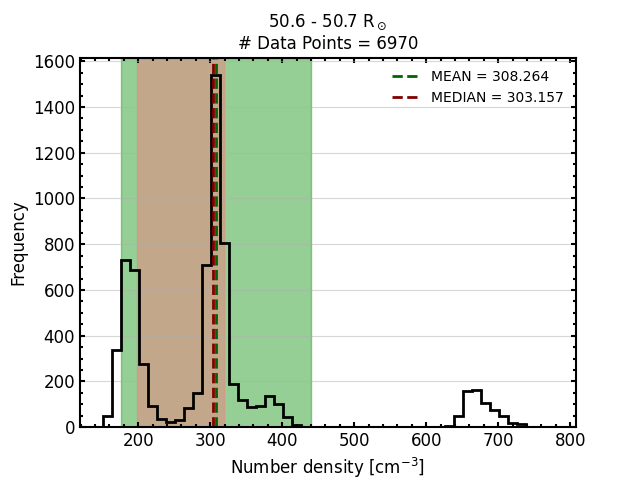 50.6 - 50.7 R⊙
# Data Points = 6970
MEAN = 308.264
MEDIAN = 303.157
Frequency
1600
1400
1200
1000
800
600
400
200
0
200 300 400 500 600 700 800
Number density [cm⁻³]